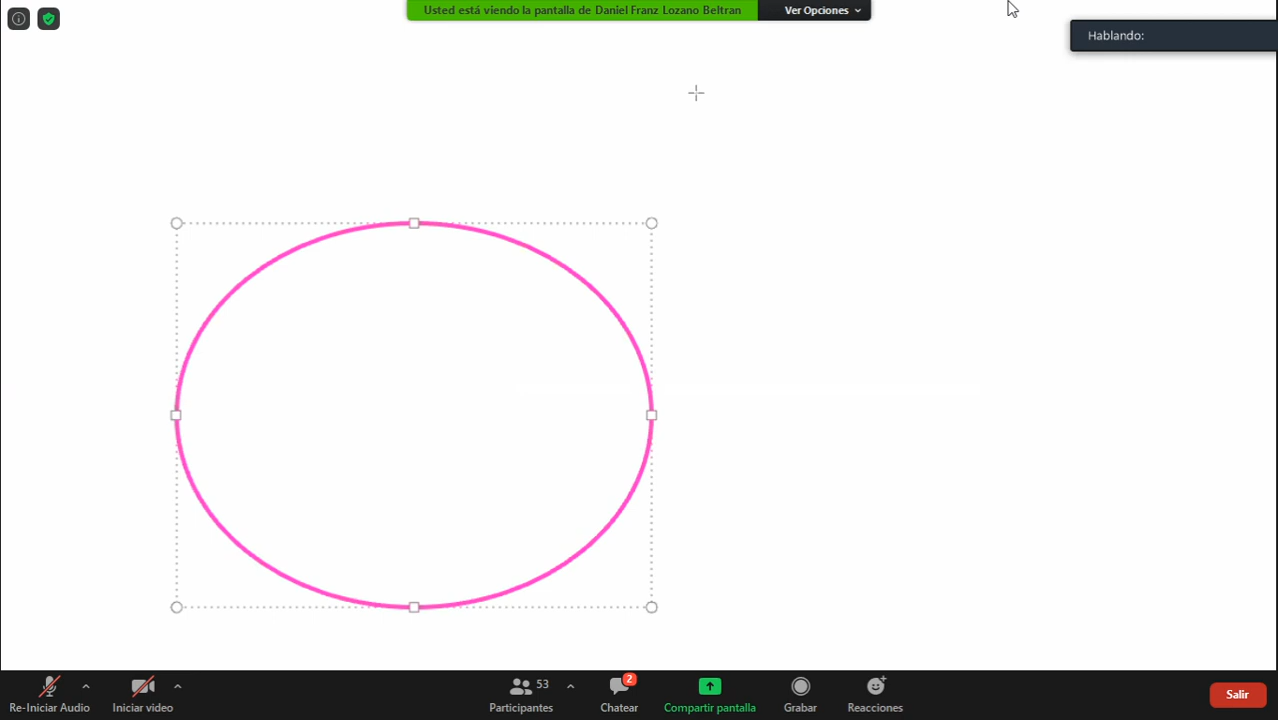 Usted está viendo la pantalla de Daniel Franz Lozano Beltran
Ver Opciones
Hablando:
Re-Iniciar Audio
Iniciar video
53
Participantes
2
Chatear
Compartir pantalla
Grabar
Reacciones
Salir